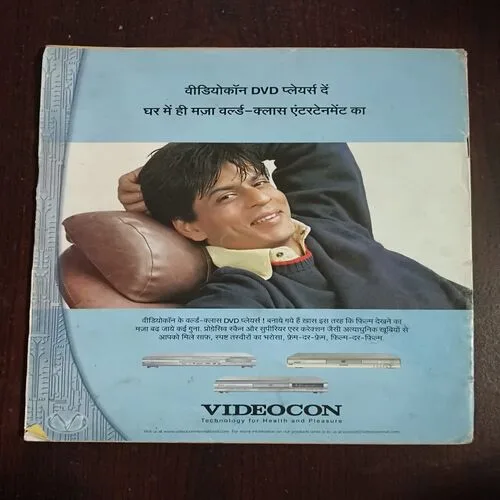 वीडियोकॉन DVD प्लेयर्स दें
घर में ही मज़ा वर्ल्ड-क्लास एंटरटेनमेंट का
वीडियोकॉन के वर्ल्ड-क्लास DVD प्लेयर्स ! बनाये गये हैं ख़ास इस तरह कि फ़िल्म देखने का
मज़ा बढ़ जाये कई गुना. प्रोग्रेसिव स्कैन और सुपीरियर एरर करेक्शन जैसी अत्याधुनिक खूबियों से
आपको मिले साफ़, स्पष्ट तस्वीरों का भरोसा, फ्रेम-दर-फ्रेम, फिल्म-दर-फिल्म.
VIDEOCON
Technology for Health and Pleasure